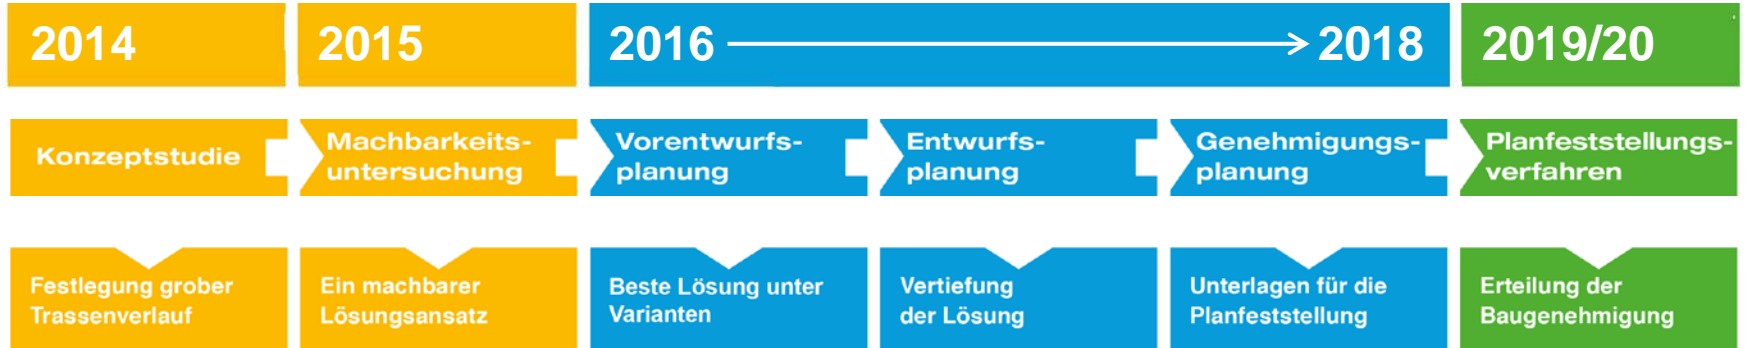 2014
2015
2016
2018
2019/20
Konzeptstudie
Machbarkeits-
untersuchung
Vorentwurfs-
planung
Entwurfs-
planung
Genehmigungs-
planung
Planfeststellungs-
verfahren
Festlegung grober
Trassenverlauf
Ein machbarer
Lösungsansatz
Beste Lösung unter
Varianten
Vertiefung
der Lösung
Unterlagen für die
Planfeststellung
Erteilung der
Baugenehmigung